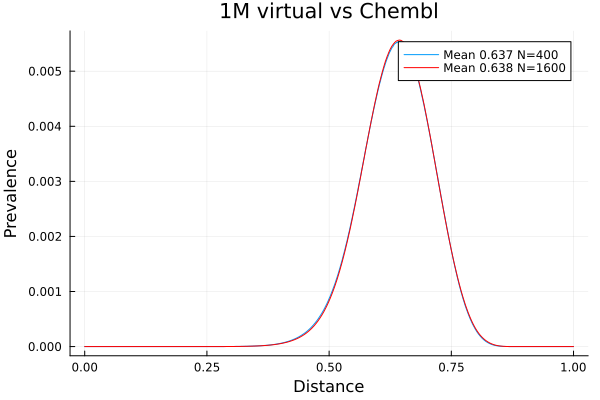 1M virtual vs Chembl
Mean 0.637 N=400
Mean 0.638 N=1600
Prevalence
0.005
0.004
0.003
0.002
0.001
0.000
0.00 0.25 0.50 0.75 1.00
Distance